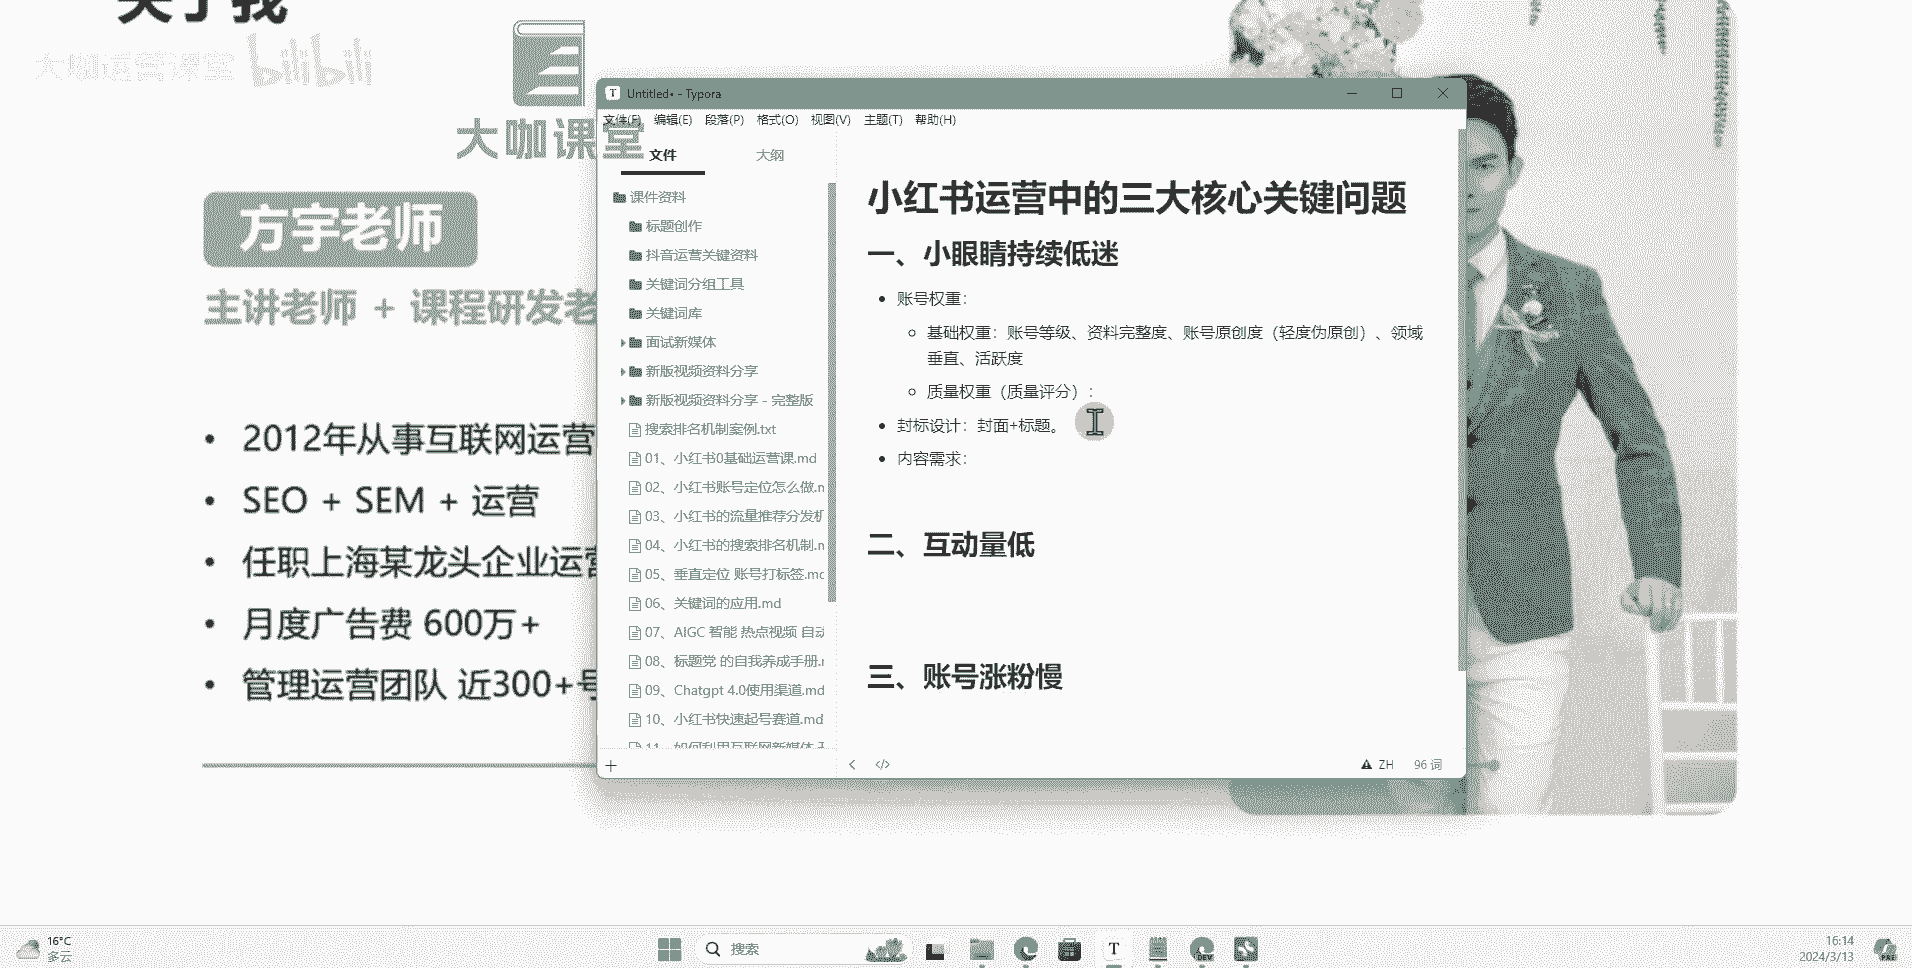 关于我
大咖运营课堂 bilibili
大咖课堂
方宇老师
主讲老师 + 课程研发老
2012年从事互联网运营
SEO + SEM + 运营
任职上海某龙头企业运营
月度广告费 600万+
管理运营团队 近300+号
Untitled• - Typora
文件(F) 编辑(E) 段落(P) 格式(O) 视图(V) 主题(T) 帮助(H)
文件 大纲
课件资料
标题创作
抖音运营关键资料
关键词分组工具
关键词库
面试新媒体
新版视频资料分享
新版视频资料分享 - 完整版
搜索排名机制案例.txt
01、小红书0基础运营课.md
02、小红书账号定位怎么做.m
03、小红书的流量推荐分发机
04、小红书的搜索排名机制.m
05、垂直定位 账号打标签.md
06、关键词的应用.md
07、AIGC 智能 热点视频 自动
08、标题党 的自我养成手册.m
09、Chatgpt 4.0使用渠道.md
10、小红书快速起号赛道.md
11、如何利用互联网新媒体
小红书运营中的三大核心关键问题
一、小眼睛持续低迷
账号权重：
基础权重：账号等级、资料完整度、账号原创度（轻度伪原创）、领域
垂直、活跃度
质量权重（质量评分）：
封标设计：封面+标题。
内容需求：
二、互动量低
三、账号涨粉慢
ZH 96 词
16°C
多云
搜索
16:14
2024/3/13